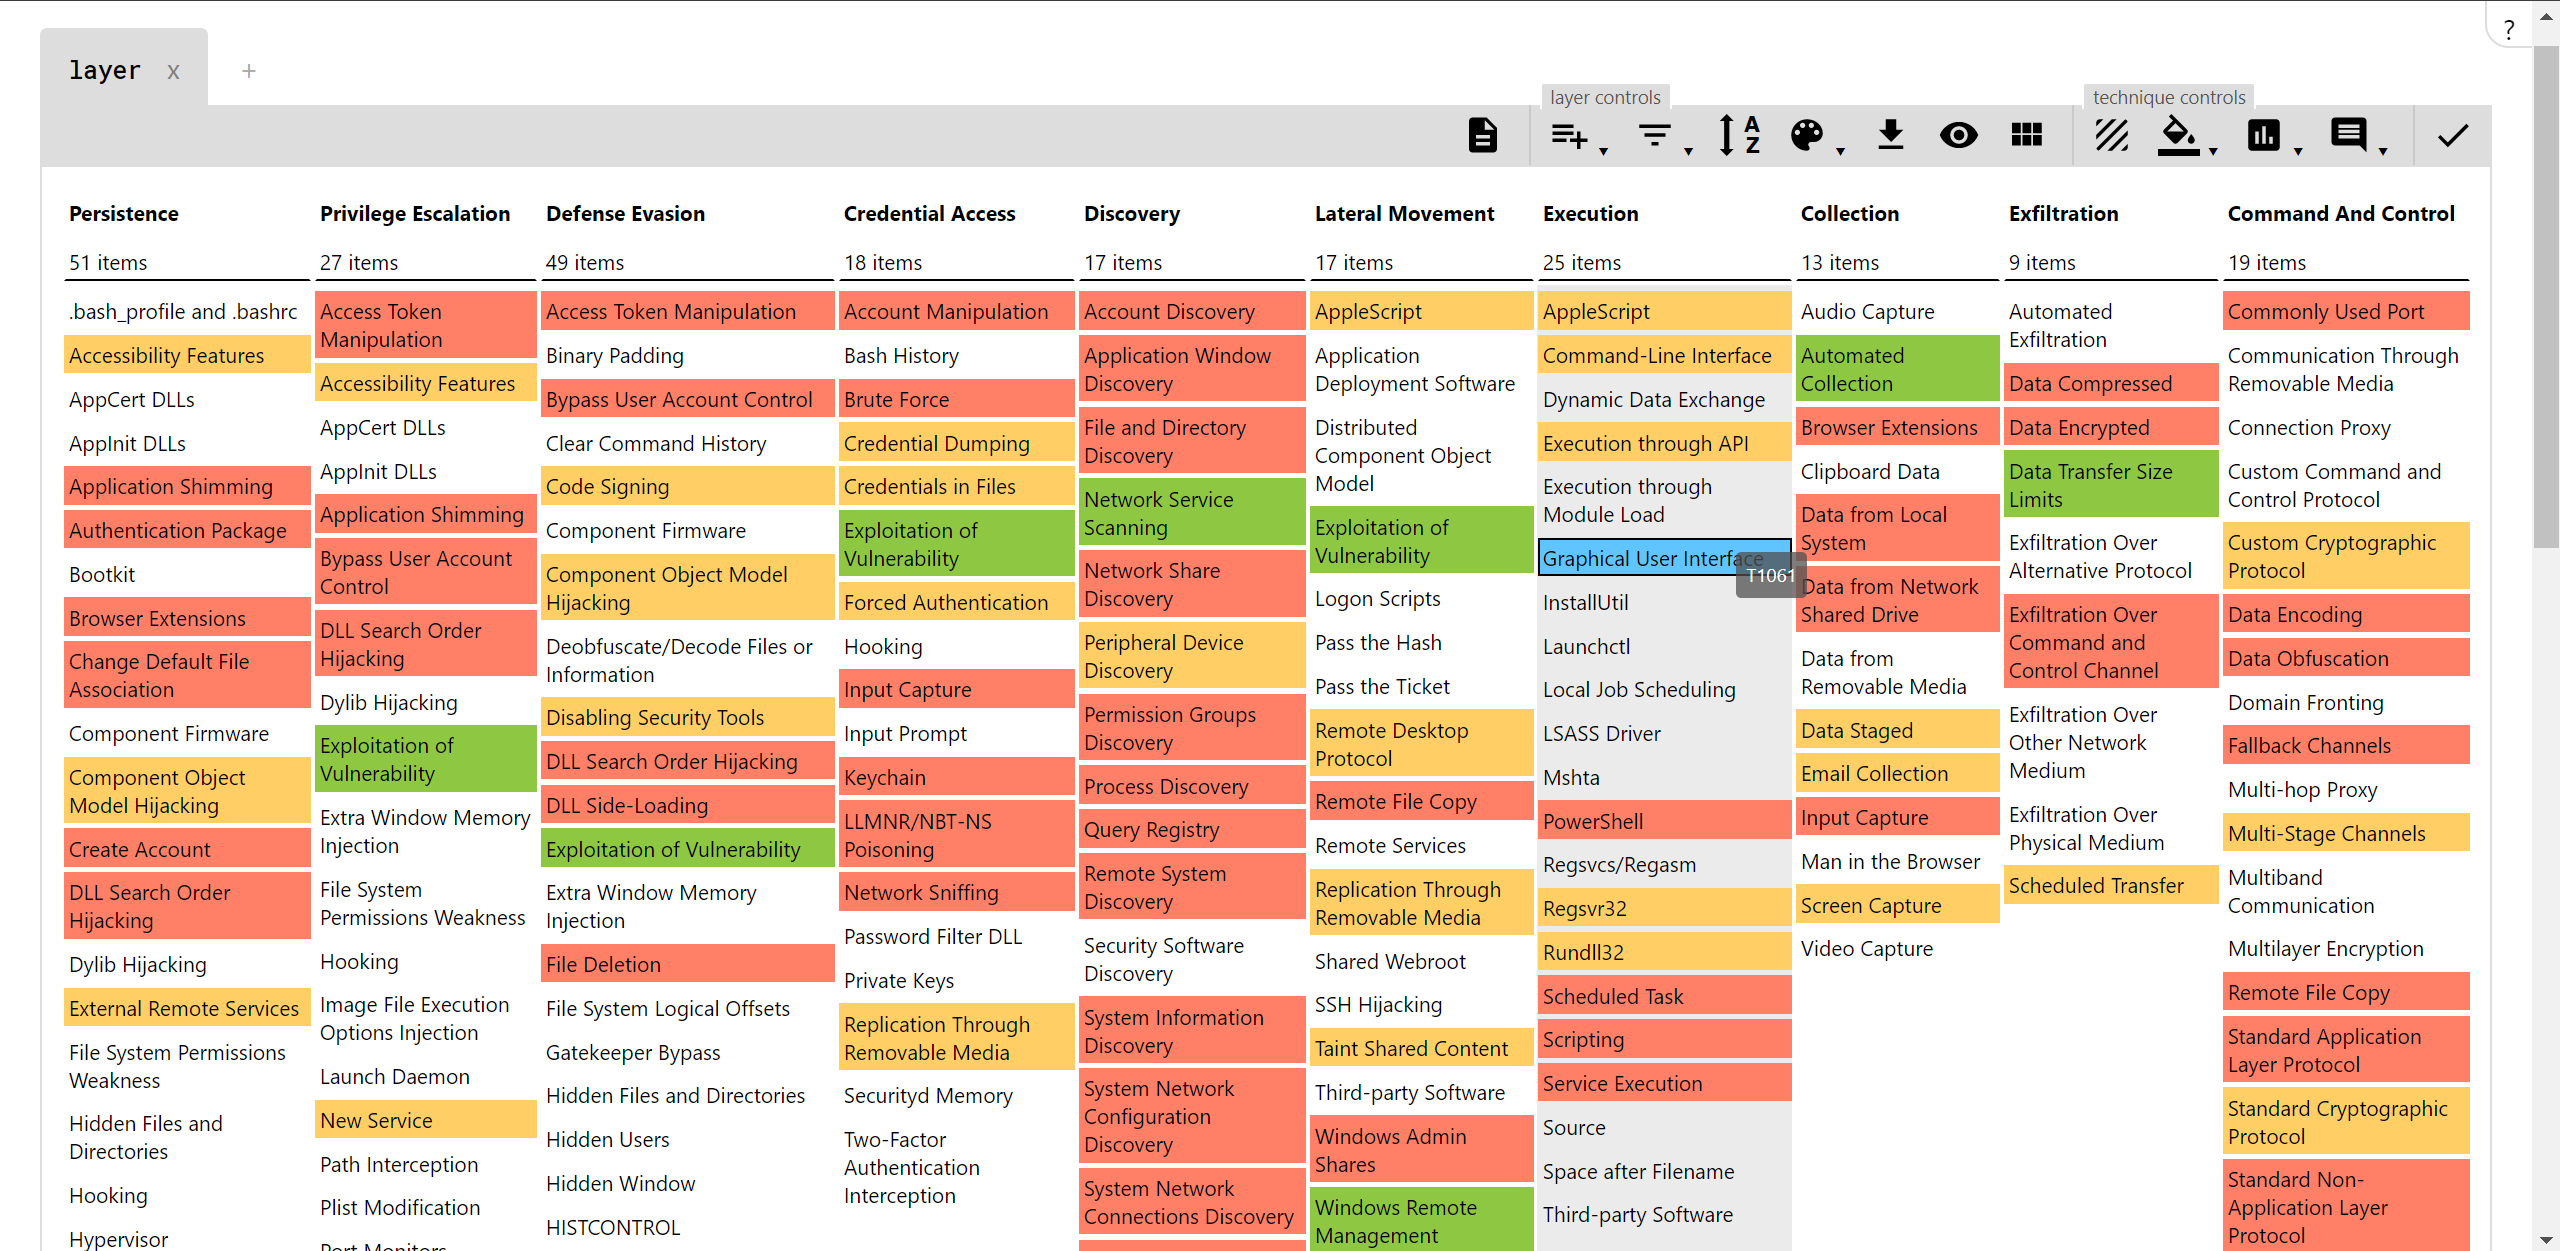 ?
layer x +
layer controls
technique controls
A
Z
Persistence
51 items
.bash_profile and .bashrc
Accessibility Features
AppCert DLLs
AppInit DLLs
Application Shimming
Authentication Package
Bootkit
Browser Extensions
Change Default File
Association
Component Firmware
Component Object
Model Hijacking
Create Account
DLL Search Order
Hijacking
Dylib Hijacking
External Remote Services
File System Permissions
Weakness
Hidden Files and
Directories
Hooking
Hypervisor
Privilege Escalation
27 items
Access Token
Manipulation
Accessibility Features
AppCert DLLs
AppInit DLLs
Application Shimming
Bypass User Account
Control
DLL Search Order
Hijacking
Dylib Hijacking
Exploitation of
Vulnerability
Extra Window Memory
Injection
File System
Permissions Weakness
Hooking
Image File Execution
Options Injection
Launch Daemon
New Service
Path Interception
Plist Modification
Port Monitors
Defense Evasion
49 items
Access Token Manipulation
Binary Padding
Bypass User Account Control
Clear Command History
Code Signing
Component Firmware
Component Object Model
Hijacking
Deobfuscate/Decode Files or
Information
Disabling Security Tools
DLL Search Order Hijacking
DLL Side-Loading
Exploitation of Vulnerability
Extra Window Memory
Injection
File Deletion
File System Logical Offsets
Gatekeeper Bypass
Hidden Files and Directories
Hidden Users
Hidden Window
HISTCONTROL
Credential Access
18 items
Account Manipulation
Bash History
Brute Force
Credential Dumping
Credentials in Files
Exploitation of
Vulnerability
Forced Authentication
Hooking
Input Capture
Input Prompt
Keychain
LLMNR/NBT-NS
Poisoning
Network Sniffing
Password Filter DLL
Private Keys
Replication Through
Removable Media
Securityd Memory
Two-Factor
Authentication
Interception
Discovery
17 items
Account Discovery
Application Window
Discovery
File and Directory
Discovery
Network Service
Scanning
Network Share
Discovery
Peripheral Device
Discovery
Permission Groups
Discovery
Process Discovery
Query Registry
Remote System
Discovery
Security Software
Discovery
System Information
Discovery
System Network
Configuration
Discovery
System Network
Connections Discovery
Lateral Movement
17 items
AppleScript
Application
Deployment Software
Distributed
Component Object
Model
Exploitation of
Vulnerability
Logon Scripts
Pass the Hash
Pass the Ticket
Remote Desktop
Protocol
Remote File Copy
Remote Services
Replication Through
Removable Media
Shared Webroot
SSH Hijacking
Taint Shared Content
Third-party Software
Windows Admin
Shares
Windows Remote
Management
Execution
25 items
AppleScript
Command-Line Interface
Dynamic Data Exchange
Execution through API
Execution through
Module Load
Graphical User Interface
T1061
InstallUtil
Launchctl
Local Job Scheduling
LSASS Driver
Mshta
PowerShell
Regsvcs/Regasm
Regsvr32
Rundll32
Scheduled Task
Scripting
Service Execution
Source
Space after Filename
Third-party Software
Collection
13 items
Audio Capture
Automated
Collection
Browser Extensions
Clipboard Data
Data from Local
System
Data from Network
Shared Drive
Data from
Removable Media
Data Staged
Email Collection
Input Capture
Man in the Browser
Screen Capture
Video Capture
Exfiltration
9 items
Automated
Exfiltration
Data Compressed
Data Encrypted
Data Transfer Size
Limits
Exfiltration Over
Alternative Protocol
Exfiltration Over
Command and
Control Channel
Exfiltration Over
Other Network
Medium
Exfiltration Over
Physical Medium
Scheduled Transfer
Command And Control
19 items
Commonly Used Port
Communication Through
Removable Media
Connection Proxy
Custom Command and
Control Protocol
Custom Cryptographic
Protocol
Data Encoding
Data Obfuscation
Domain Fronting
Fallback Channels
Multi-hop Proxy
Multi-Stage Channels
Multiband
Communication
Multilayer Encryption
Remote File Copy
Standard Application
Layer Protocol
Standard Cryptographic
Protocol
Standard Non-
Application Layer
Protocol